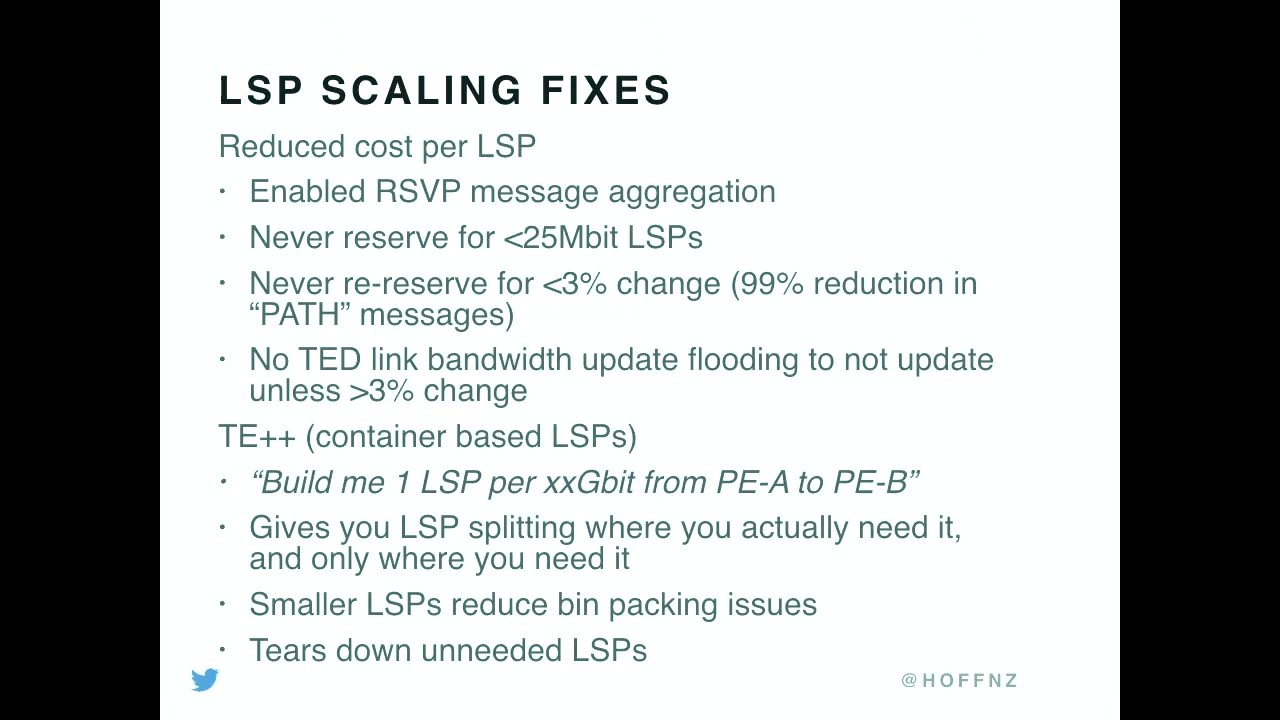 LSP SCALING FIXES
Reduced cost per LSP
· Enabled RSVP message aggregation
· Never reserve for <25Mbit LSPs
· Never re-reserve for <3% change (99% reduction in
“PATH” messages)
· No TED link bandwidth update flooding to not update
unless >3% change
TE++ (container based LSPs)
· “Build me 1 LSP per xxGbit from PE-A to PE-B”
· Gives you LSP splitting where you actually need it,
and only where you need it
· Smaller LSPs reduce bin packing issues
· Tears down unneeded LSPs
@HOFFNZ